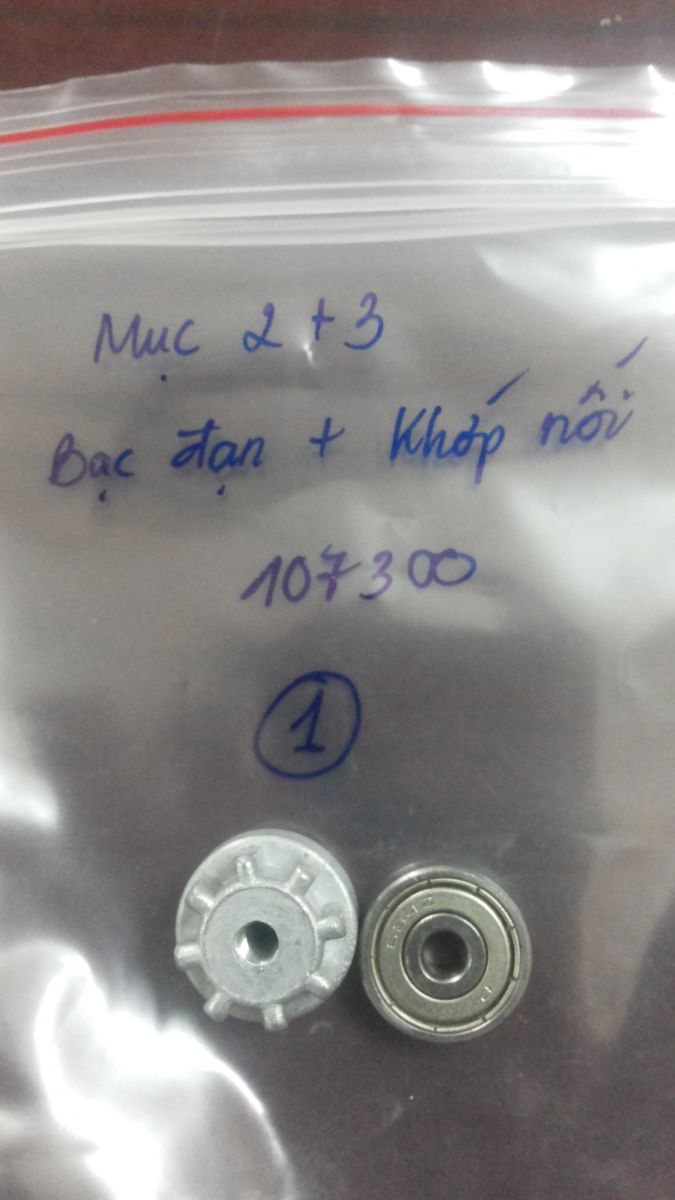 Mục 2 + 3
Bạc đạn + Khớp nối
107300
1